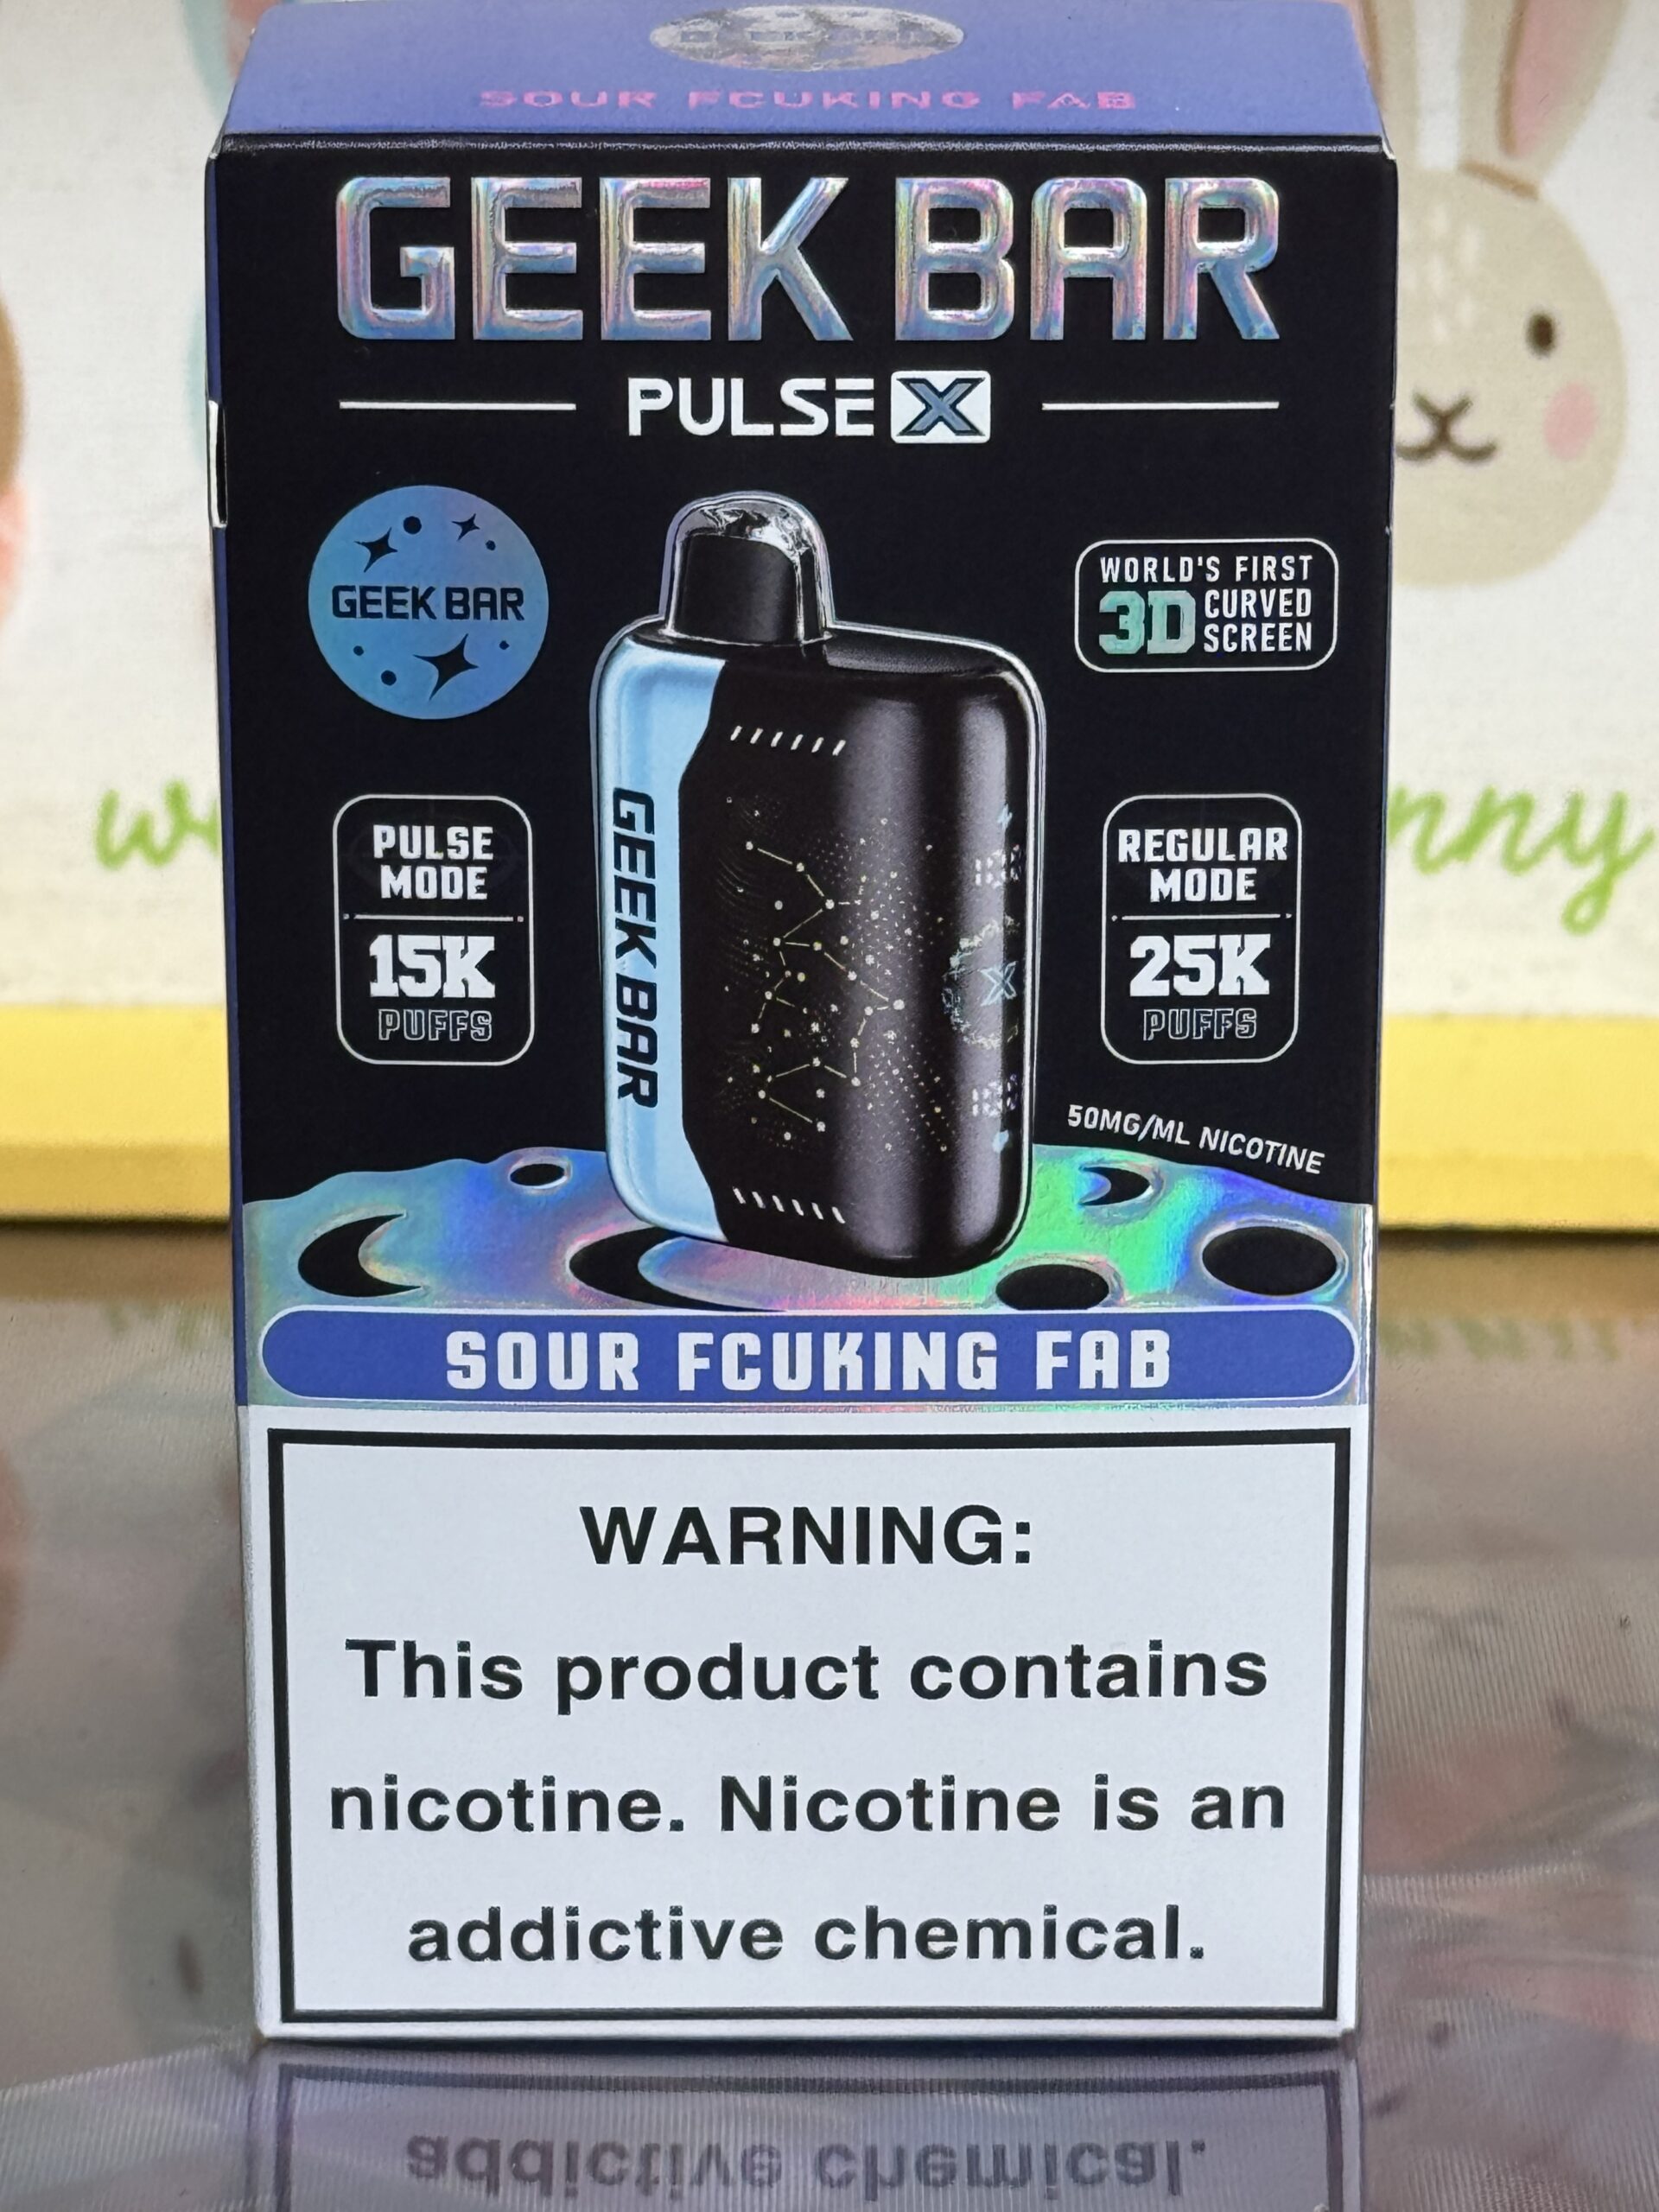 SOUR FCUKING FAB
GEEK BAR
PULSE X
GEEK BAR
WORLD'S FIRST
3D CURVED
SCREEN
GEEK BAR
PULSE
MODE
15K
PUFFS
REGULAR
MODE
25K
PUFFS
50MG/ML NICOTINE
SOUR FCUKING FAB
WARNING:
This product contains
nicotine. Nicotine is an
addictive chemical.